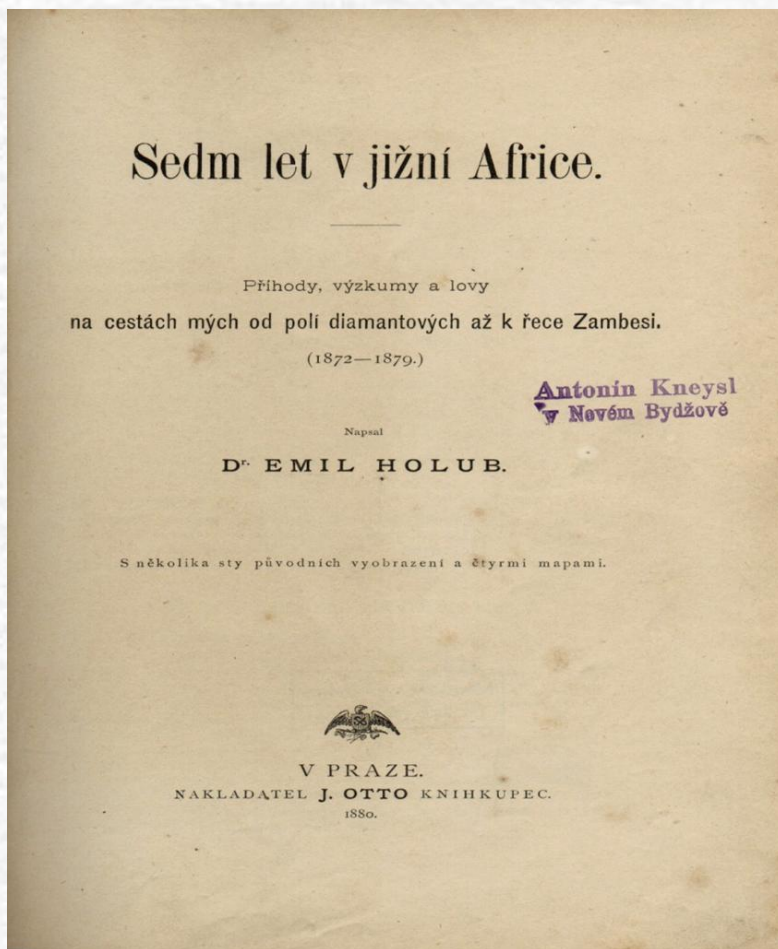 Sedm let v jižní Africe.
Příhody, výzkumy a lovy
na cestách mých od polí diamantových až k řece Zambesi.
(1872—1879.)
Antonín Kneysl
v Novém Bydžově
Napsal
Dr. EMIL HOLUB.
S několika sty původních vyobrazení a čtyrmi mapami.
V PRAZE.
NAKLADATEL J. OTTO KNIHKUPEC.
1880.